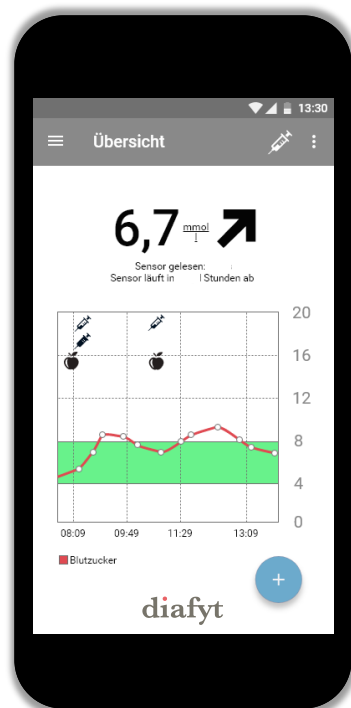 13:30
Übersicht
6,7 mmol
l
Sensor gelesen:
Sensor läuft in Stunden ab
20
16
12
8
4
0
08:09 09:49 11:29 13:09
Blutzucker
+
diafyt